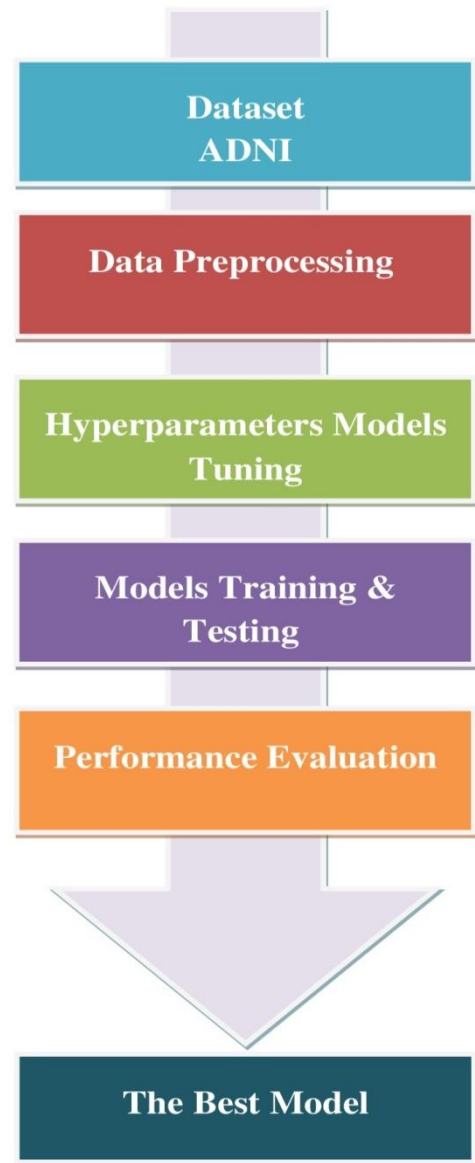 Dataset
ADNI
Data Preprocessing
Hyperparameters Models
Tuning
Models Training &
Testing
Performance Evaluation
The Best Model